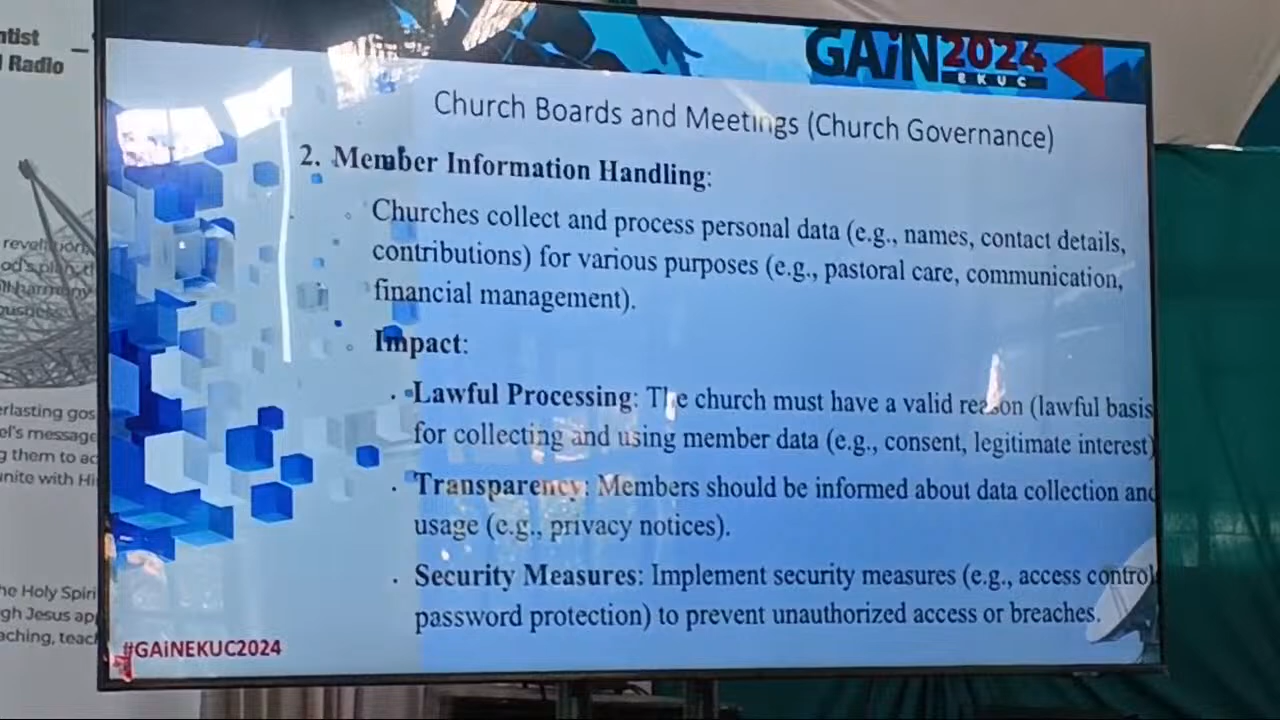 ntist
Radio
GAiN2024
EKUC
Church Boards and Meetings (Church Governance)
2. Member Information Handling:
Churches collect and process personal data (e.g., names, contact details,
contributions) for various purposes (e.g., pastoral care, communication,
financial management).
Impact:
Lawful Processing: The church must have a valid reason (lawful basis
for collecting and using member data (e.g., consent, legitimate interest)
Transparency: Members should be informed about data collection and
usage (e.g., privacy notices).
Security Measures: Implement security measures (e.g., access control
password protection) to prevent unauthorized access or breaches.
#GAiNEKUC2024
erlasting gos
el's message
g them to ac
unite with Hi
he Holy Spiri
gh Jesus ap
aching, teach